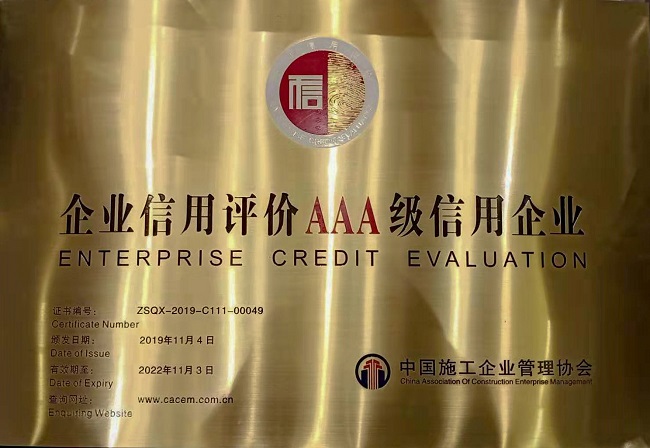 信
企业信用评价AAA级信用企业
ENTERPRISE CREDIT EVALUATION
证书编号： ZSQX-2019-C111-00049
Certificate Number
颁发日期： 2019年11月4日
Date of Issue
有效期至： 2022年11月3日
Date of Expiry
查询网址： www.cacem.com.cn
Enquiring Website
中国施工企业管理协会
China Association Of Construction Enterprise Management